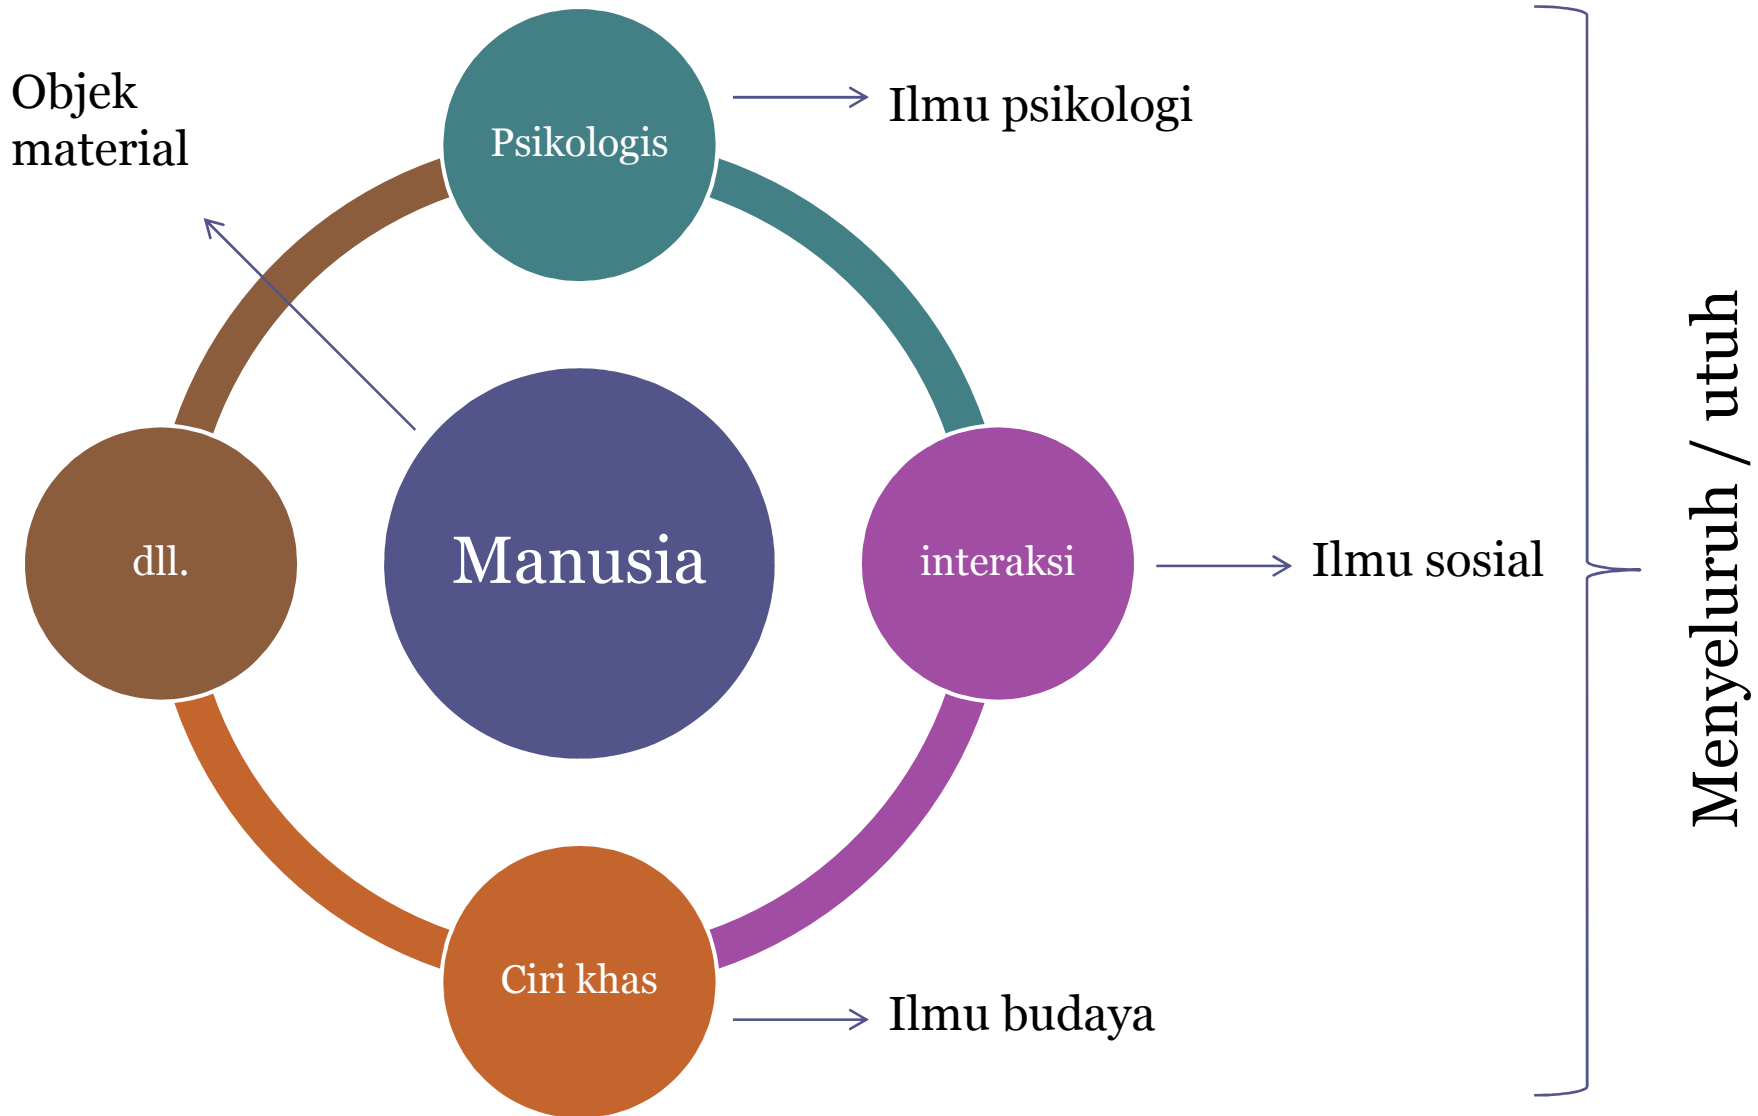 Objek
material
Psikologis
Ilmu psikologi
dll.
Manusia
interaksi
Ilmu sosial
Ciri khas
Ilmu budaya
Menyeluruh / utuh